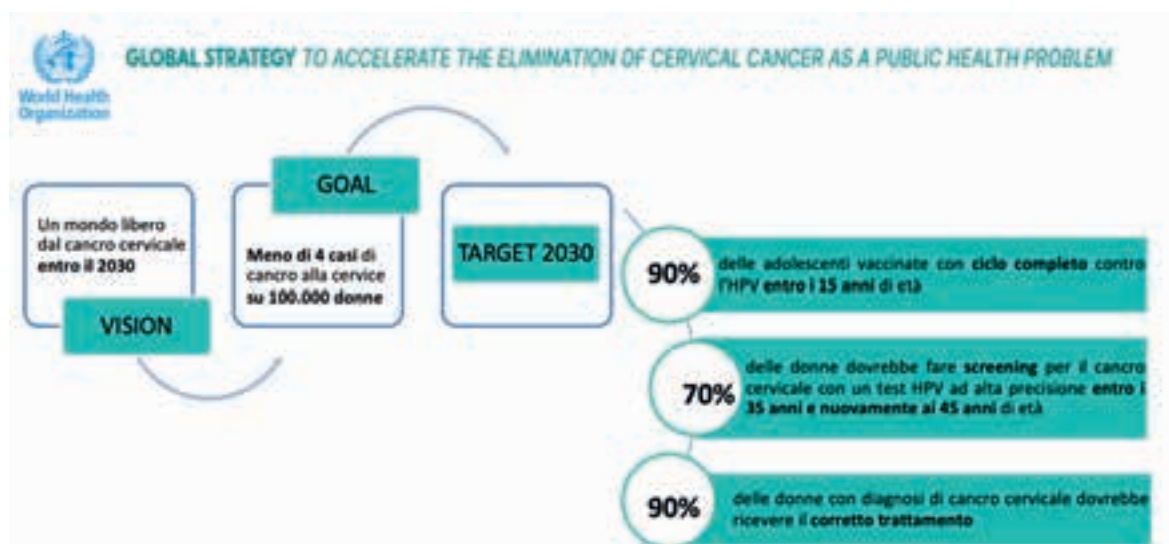 GLOBAL STRATEGY TO ACCELERATE THE ELIMINATION OF CERVICAL CANCER AS A PUBLIC HEALTH PROBLEM
World Health
Organization
Un mondo libero
dal cancro cervicale
entro il 2030
VISION
GOAL
Meno di 4 casi di
cancro alla cervice
su 100.000 donne
TARGET 2030
90%
delle adolescenti vaccinate con ciclo completo contro
l'HPV entro i 15 anni di età
70%
delle donne dovrebbe fare screening per il cancro
cervicale con un test HPV ad alta precisione entro i
35 anni e nuovamente ai 45 anni di età
90%
delle donne con diagnosi di cancro cervicale dovrebbe
ricevere il corretto trattamento